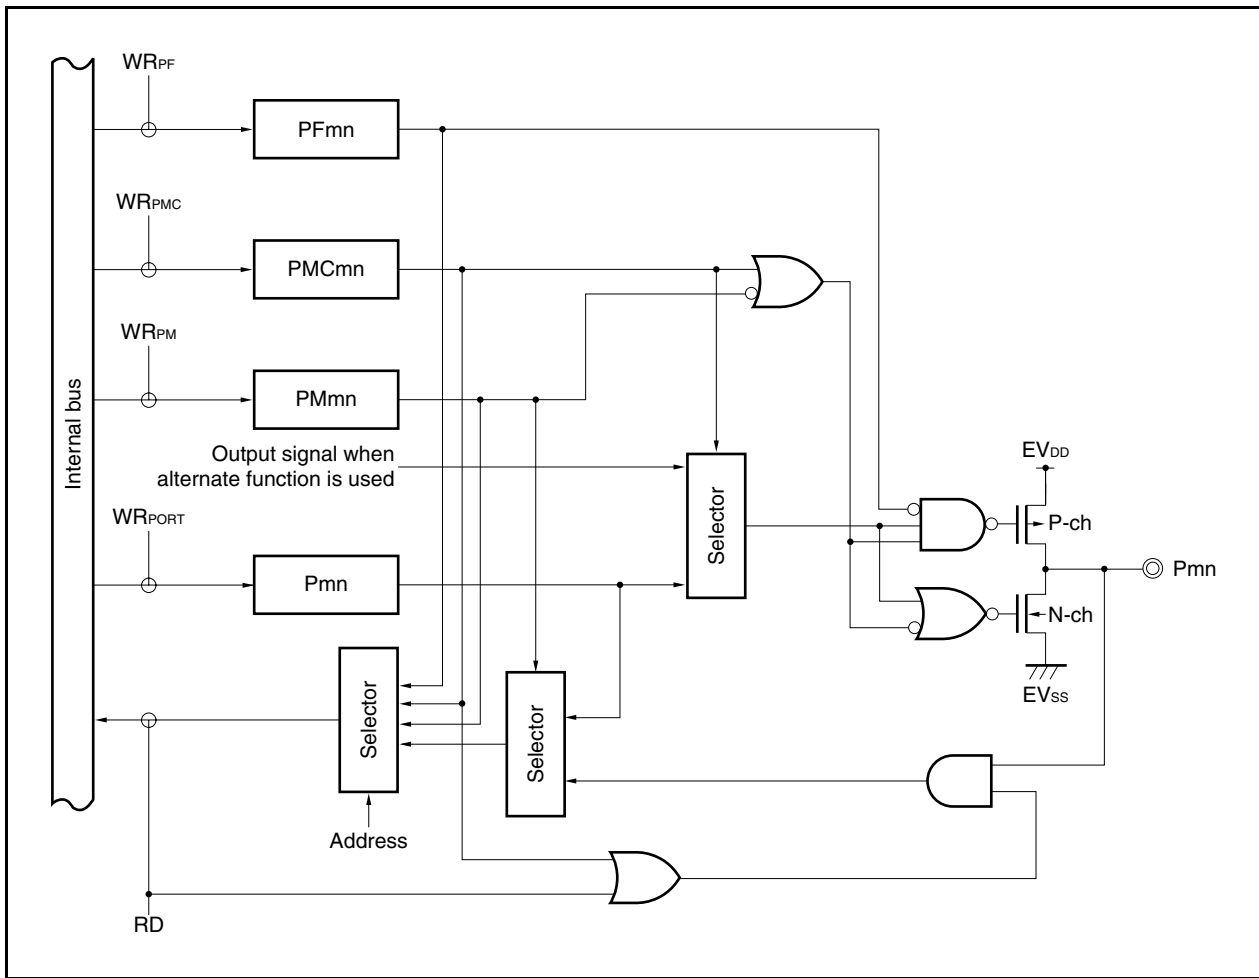 WRPF
PFmn
WRPMC
PMCmn
WRPM
PMmn
Internal bus
Output signal when
alternate function is used
EVDD
Selector
P-ch
WRPORT
Pmn
Pmn
N-ch
EVSS
Selector
Selector
Address
RD